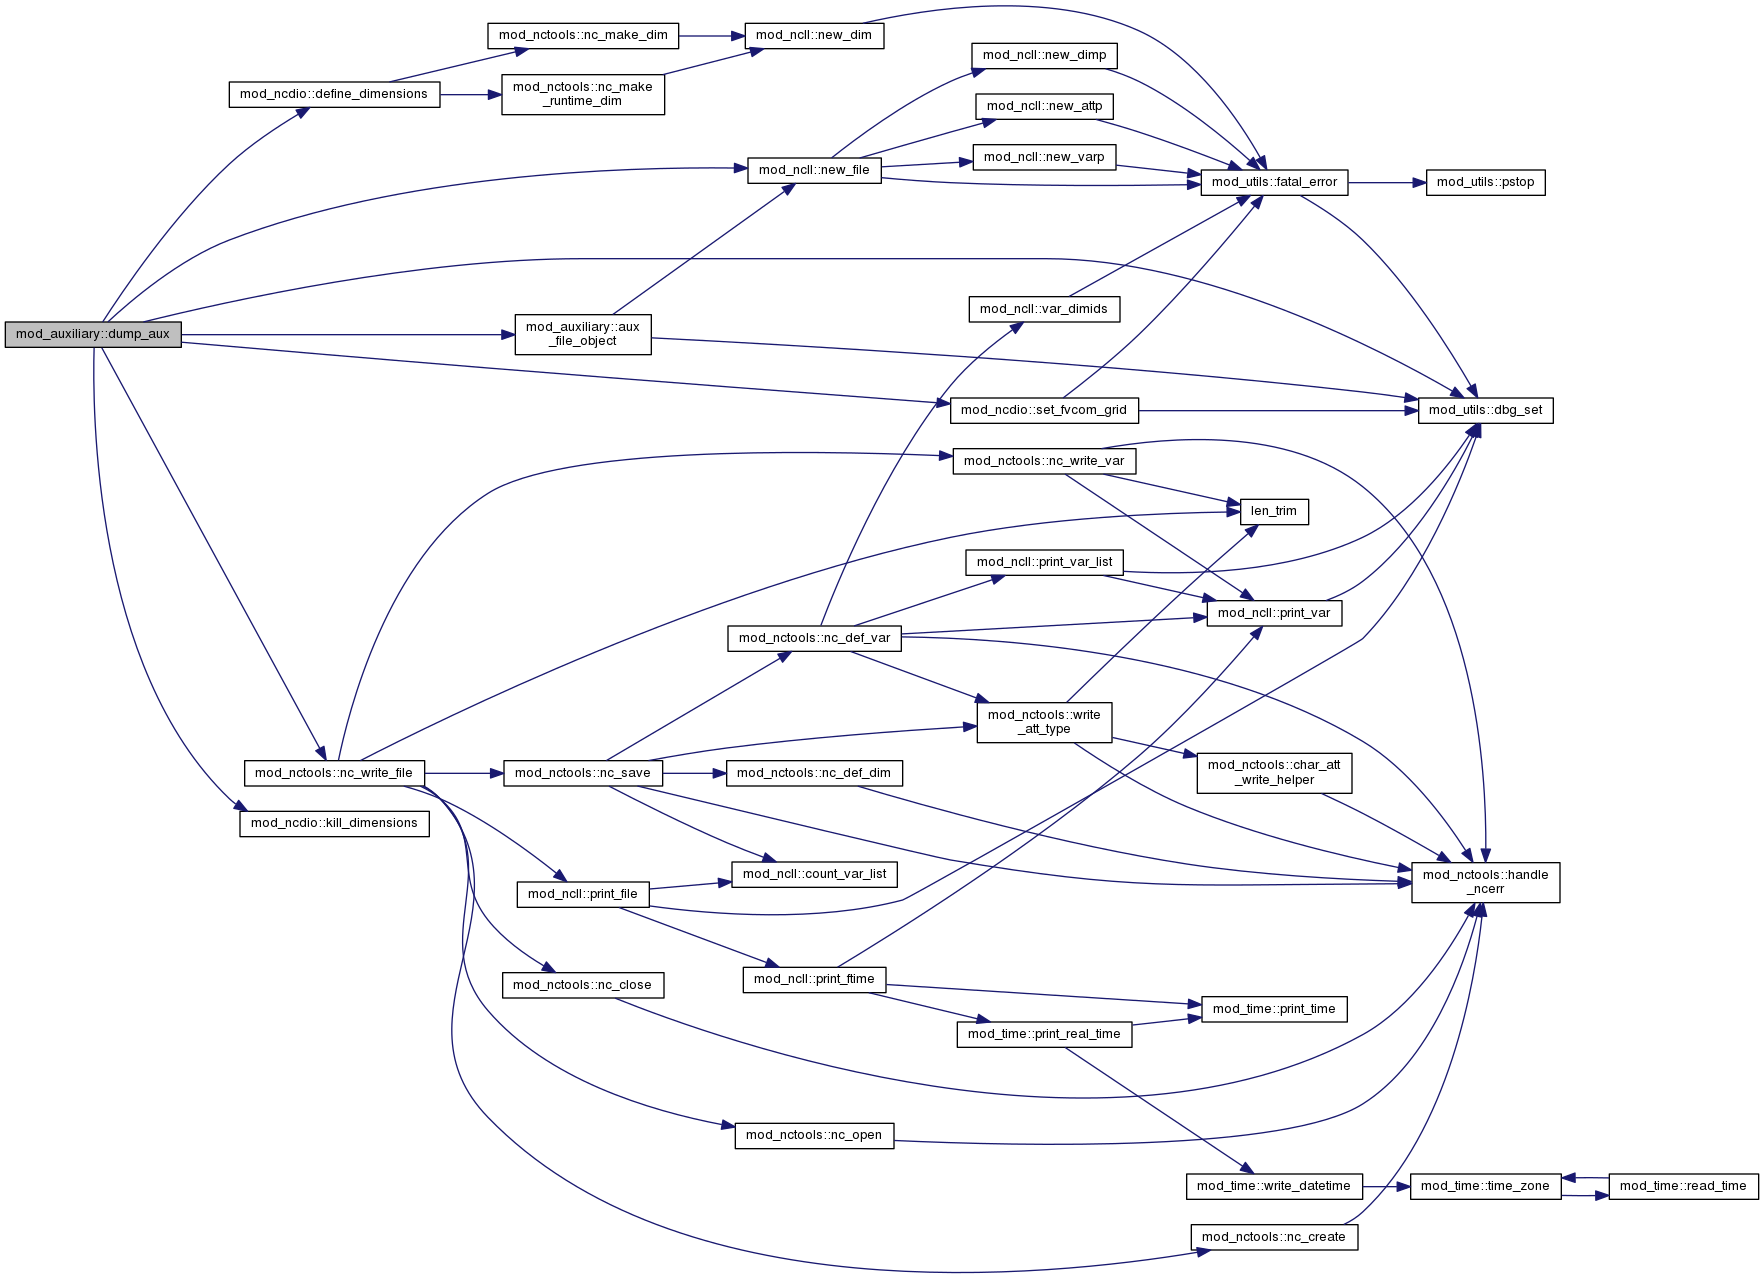 mod_nctools::nc_make_dim
mod_ncll::new_dim
mod_ncll::new_dimp
mod_ncdio::define_dimensions
mod_nctools::nc_make
_runtime_dim
mod_ncll::new_attp
mod_ncll::new_varp
mod_ncll::new_file
mod_utils::fatal_error
mod_utils::pstop
mod_ncll::var_dimids
mod_auxiliary::dump_aux
mod_auxiliary::aux
_file_object
mod_ncdio::set_fvcom_grid
mod_utils::dbg_set
mod_nctools::nc_write_var
len_trim
mod_ncll::print_var_list
mod_ncll::print_var
mod_nctools::nc_def_var
mod_nctools::write
_att_type
mod_nctools::nc_write_file
mod_nctools::nc_save
mod_nctools::nc_def_dim
mod_nctools::char_att
_write_helper
mod_ncdio::kill_dimensions
mod_ncll::print_file
mod_ncll::count_var_list
mod_nctools::handle
_ncerr
mod_nctools::nc_close
mod_ncll::print_ftime
mod_time::print_time
mod_time::print_real_time
mod_nctools::nc_open
mod_time::write_datetime
mod_time::time_zone
mod_time::read_time
mod_nctools::nc_create